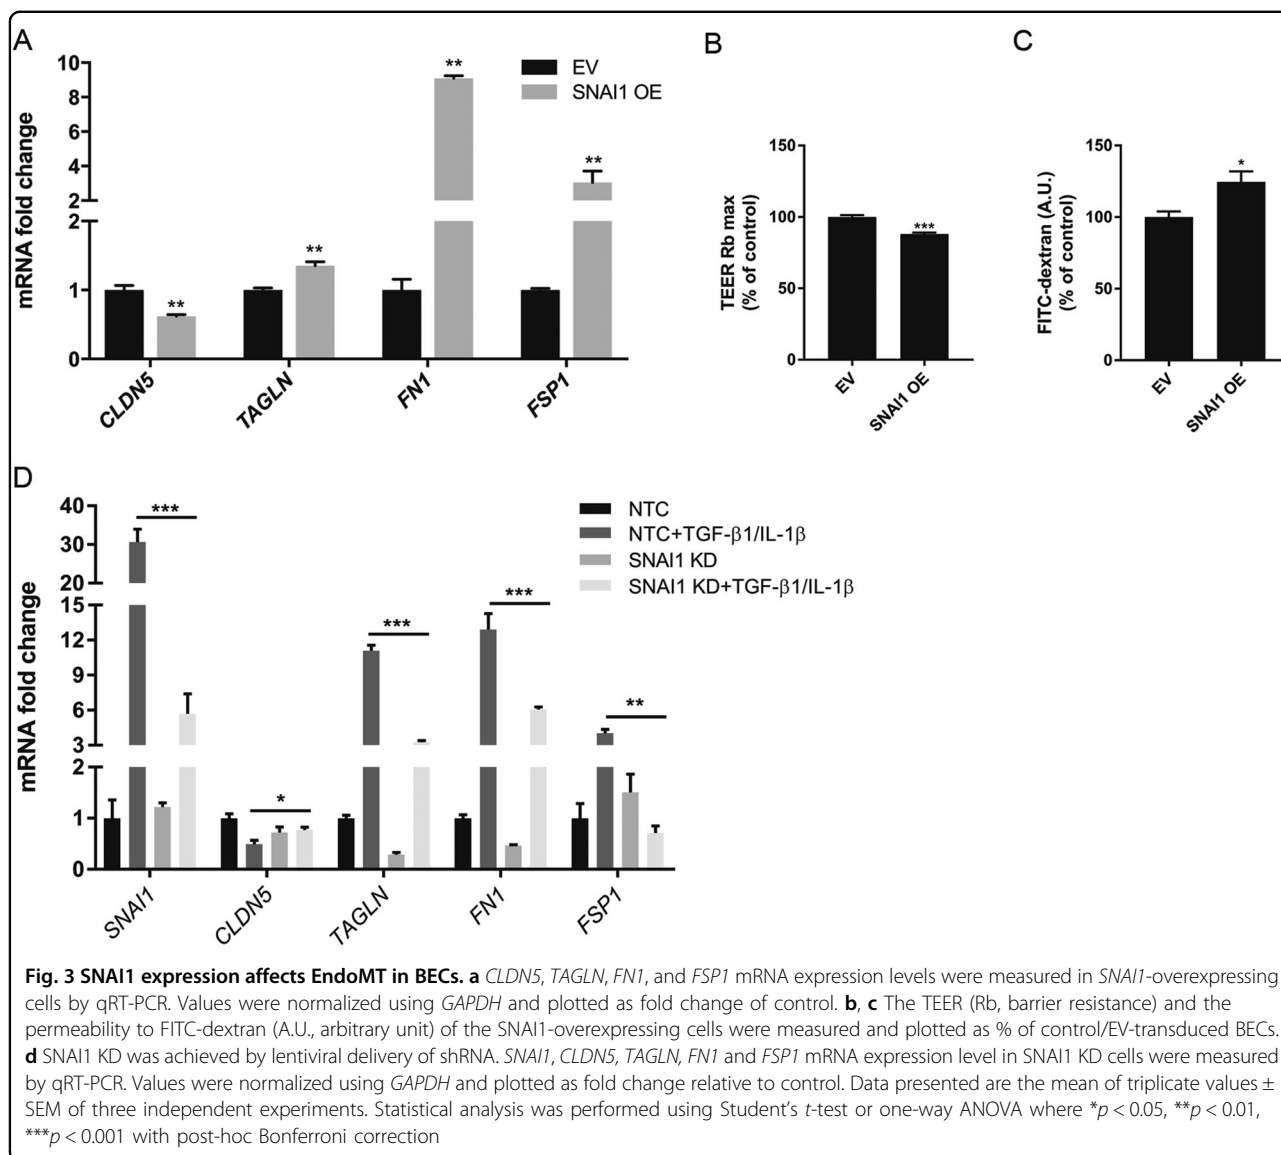 A
mRNA fold change
10
8
6
4
2
2
1
0
**
**
**
**
EV
SNAI1 OE
CLDN5
TAGLN
FN1
FSP1
B
TEER Rb max
(% of control)
150
100
50
0
***
EV
SNAI1 OE
C
FITC-dextran (A.U.)
(% of control)
150
100
50
0
*
EV
SNAI1 OE
D
mRNA fold change
40
30
20
15
12
9
6
3
2
1
0
***
*
***
***
**
NTC
NTC+TGF-β1/IL-1β
SNAI1 KD
SNAI1 KD+TGF-β1/IL-1β
SNAI1
CLDN5
TAGLN
FN1
FSP1
Fig. 3 SNAI1 expression affects EndoMT in BECs. a CLDN5, TAGLN, FN1, and FSP1 mRNA expression levels were measured in SNAI1-overexpressing
cells by qRT-PCR. Values were normalized using GAPDH and plotted as fold change of control. b, c The TEER (Rb, barrier resistance) and the
permeability to FITC-dextran (A.U., arbitrary unit) of the SNAI1-overexpressing cells were measured and plotted as % of control/EV-transduced BECs.
d SNAI1 KD was achieved by lentiviral delivery of shRNA. SNAI1, CLDN5, TAGLN, FN1 and FSP1 mRNA expression level in SNAI1 KD cells were measured
by qRT-PCR. Values were normalized using GAPDH and plotted as fold change relative to control. Data presented are the mean of triplicate values ±
SEM of three independent experiments. Statistical analysis was performed using Student's t-test or one-way ANOVA where *p < 0.05, **p < 0.01,
***p < 0.001 with post-hoc Bonferroni correction